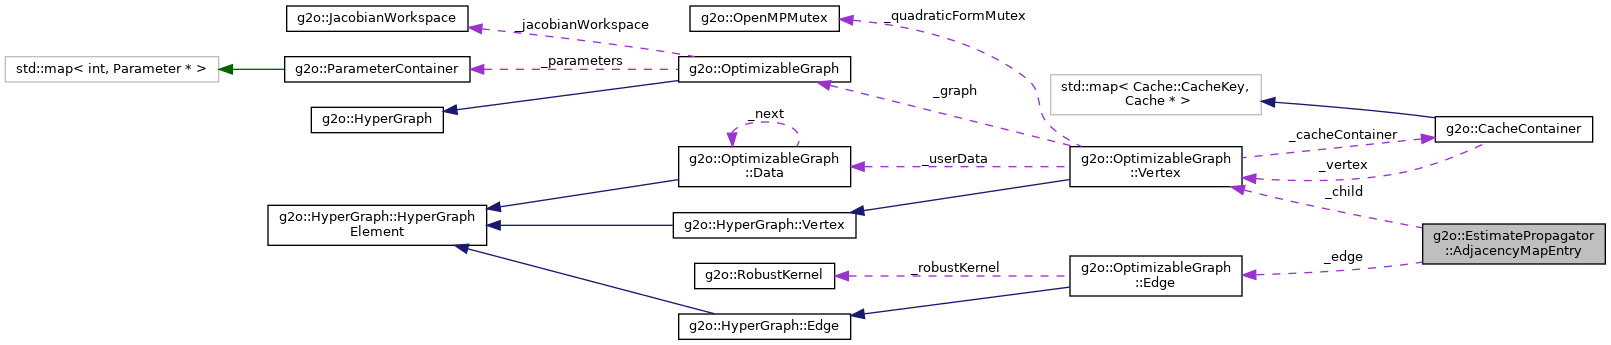 g2o::JacobianWorkspace
_jacobianWorkspace
g2o::OpenMPMutex
_quadraticFormMutex
std::map< int, Parameter * >
g2o::ParameterContainer
_parameters
g2o::OptimizableGraph
_graph
std::map< Cache::CacheKey,
Cache * >
g2o::HyperGraph
_next
g2o::CacheContainer
_cacheContainer
g2o::OptimizableGraph
::Data
_userData
g2o::OptimizableGraph
::Vertex
_vertex
_child
g2o::HyperGraph::HyperGraph
Element
g2o::HyperGraph::Vertex
g2o::EstimatePropagator
::AdjacencyMapEntry
_edge
g2o::RobustKernel
_robustKernel
g2o::OptimizableGraph
::Edge
g2o::HyperGraph::Edge